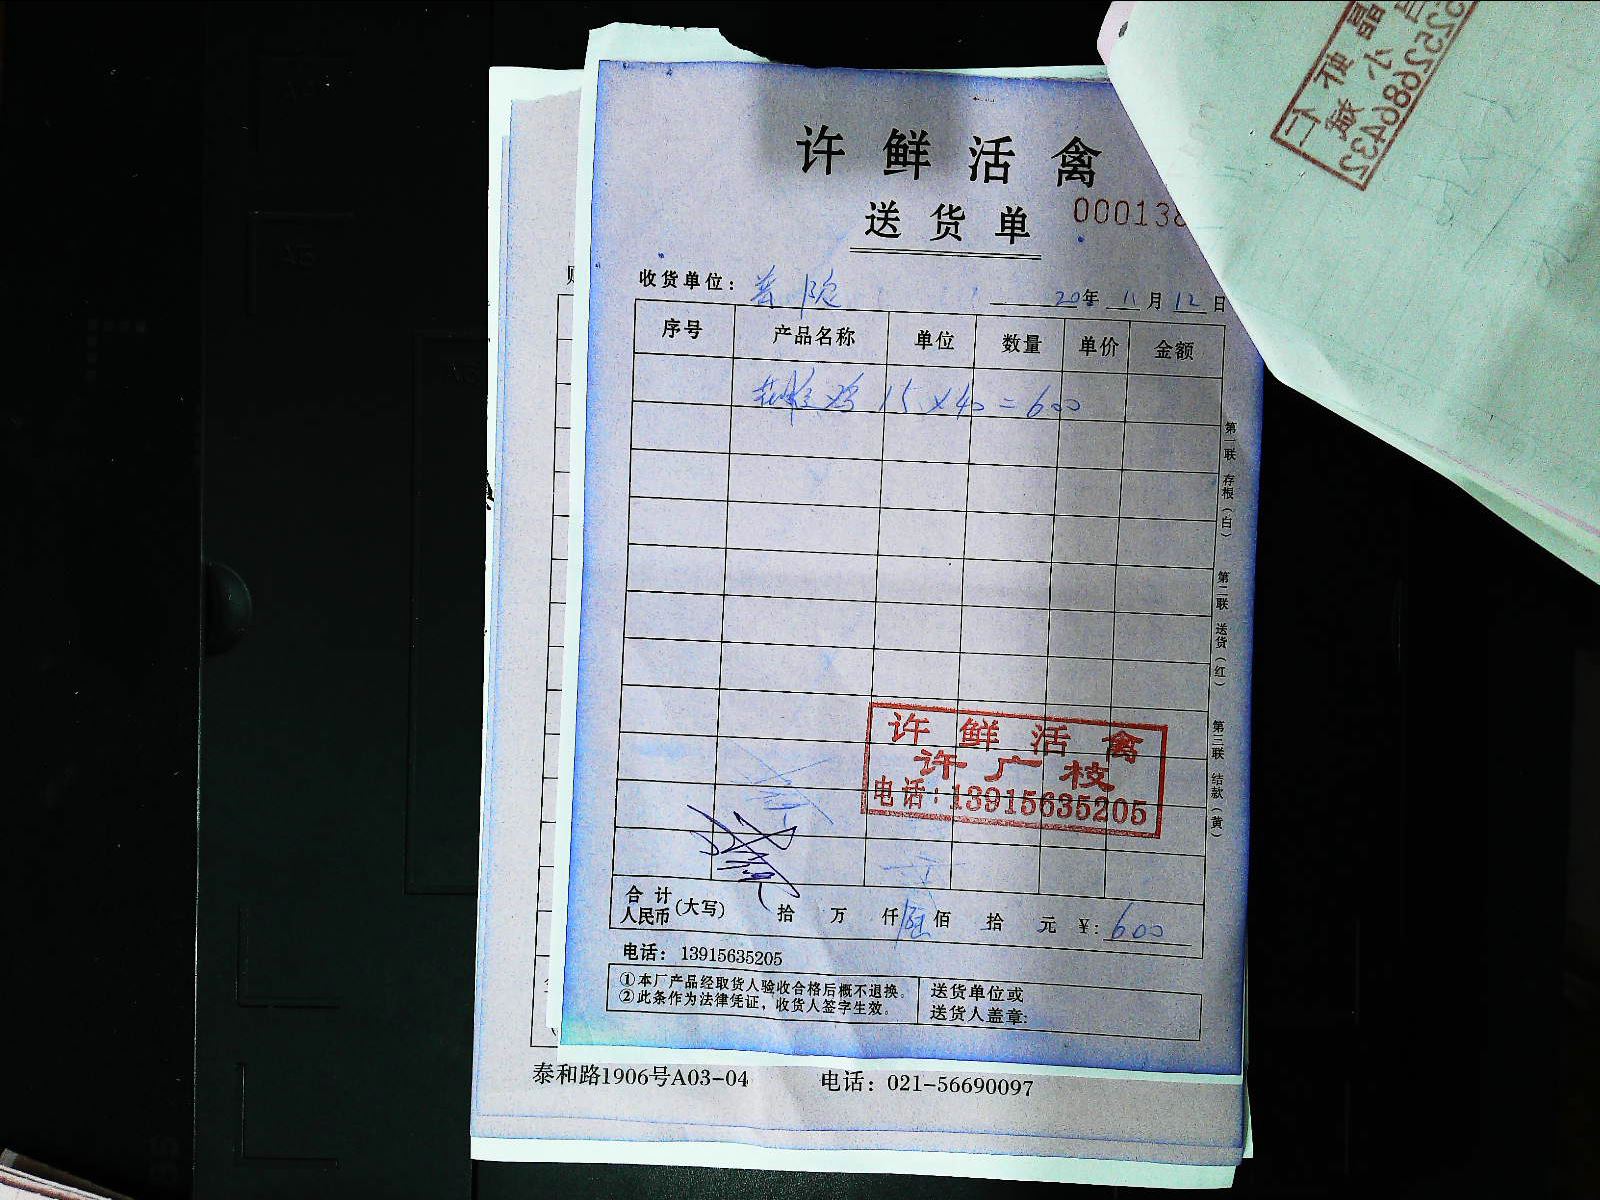 许鲜活禽
送货单
收货单位：普陀 20年11月12日
序号 产品名称 单位 数量 单价 金额
鸡 15×40=600
第一联 存根（白） 第二联 送货（红） 第三联 结款（黄）
许鲜活禽
许广枝
电话：13915635205
合计人民币（大写） 拾 万 仟 陆佰 拾 元 ¥：600
电话：13915635205
①本厂产品经取货人验收合格后概不退换。
②此条作为法律凭证，收货人签字生效。
送货单位或
送货人盖章：
泰和路1906号A03-04 电话：021-56690097